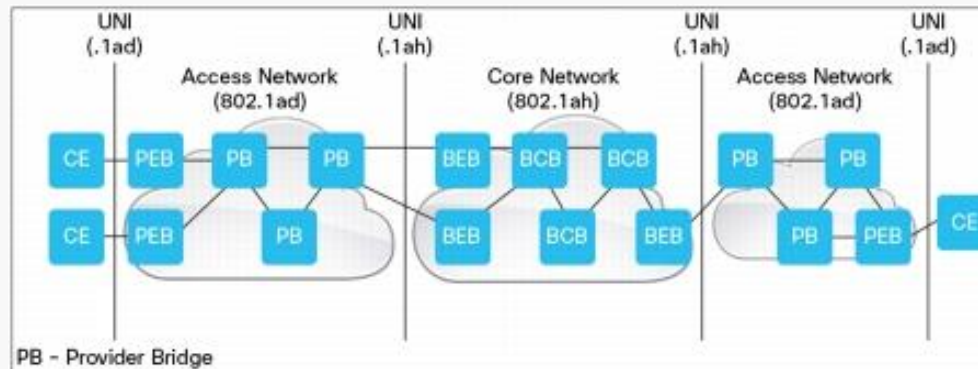 UNI
(.1ad)
UNI
(.1ah)
UNI
(.1ah)
UNI
(.1ad)
Access Network
(802.1ad)
Core Network
(802.1ah)
Access Network
(802.1ad)
CE
PEB
PB
PB
BEB
BCB
BCB
PB
PB
CE
PEB
PB
BEB
BCB
BEB
PB
PEB
CE
PB - Provider Bridge